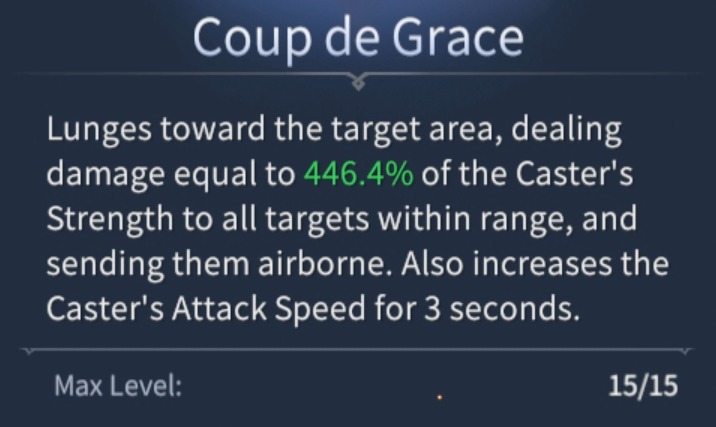 Coup de Grace
Lunges toward the target area, dealing
damage equal to 446.4% of the Caster's
Strength to all targets within range, and
sending them airborne. Also increases the
Caster's Attack Speed for 3 seconds.
Max Level: 15/15